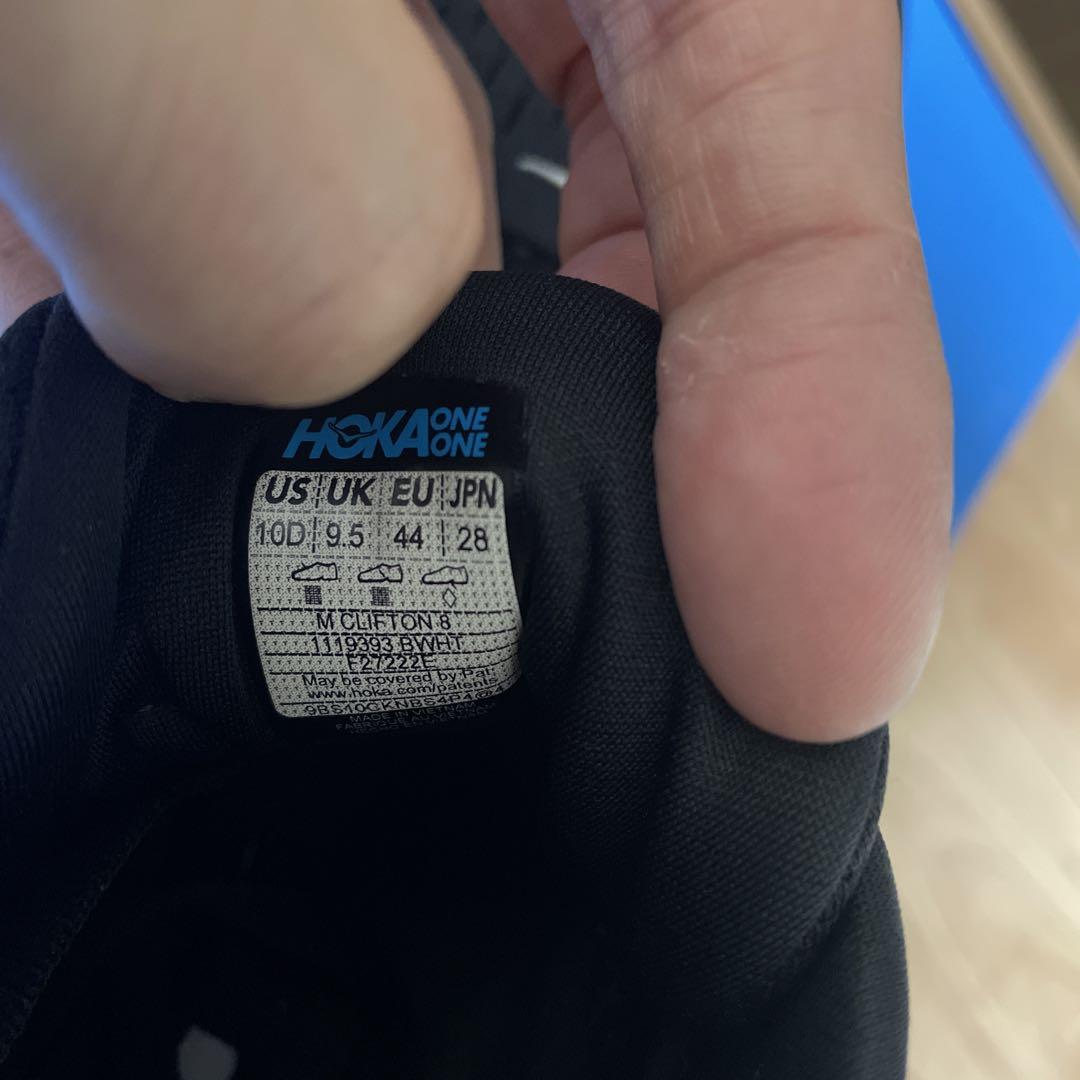 HOKA ONE ONE
US UK EU JPN
10D 9.5 44 28
M CLIFTON 8
1119393 BWHT
F27222E
May be covered by Pat.
www.hoka.com/patents
MADE IN VIETNAM